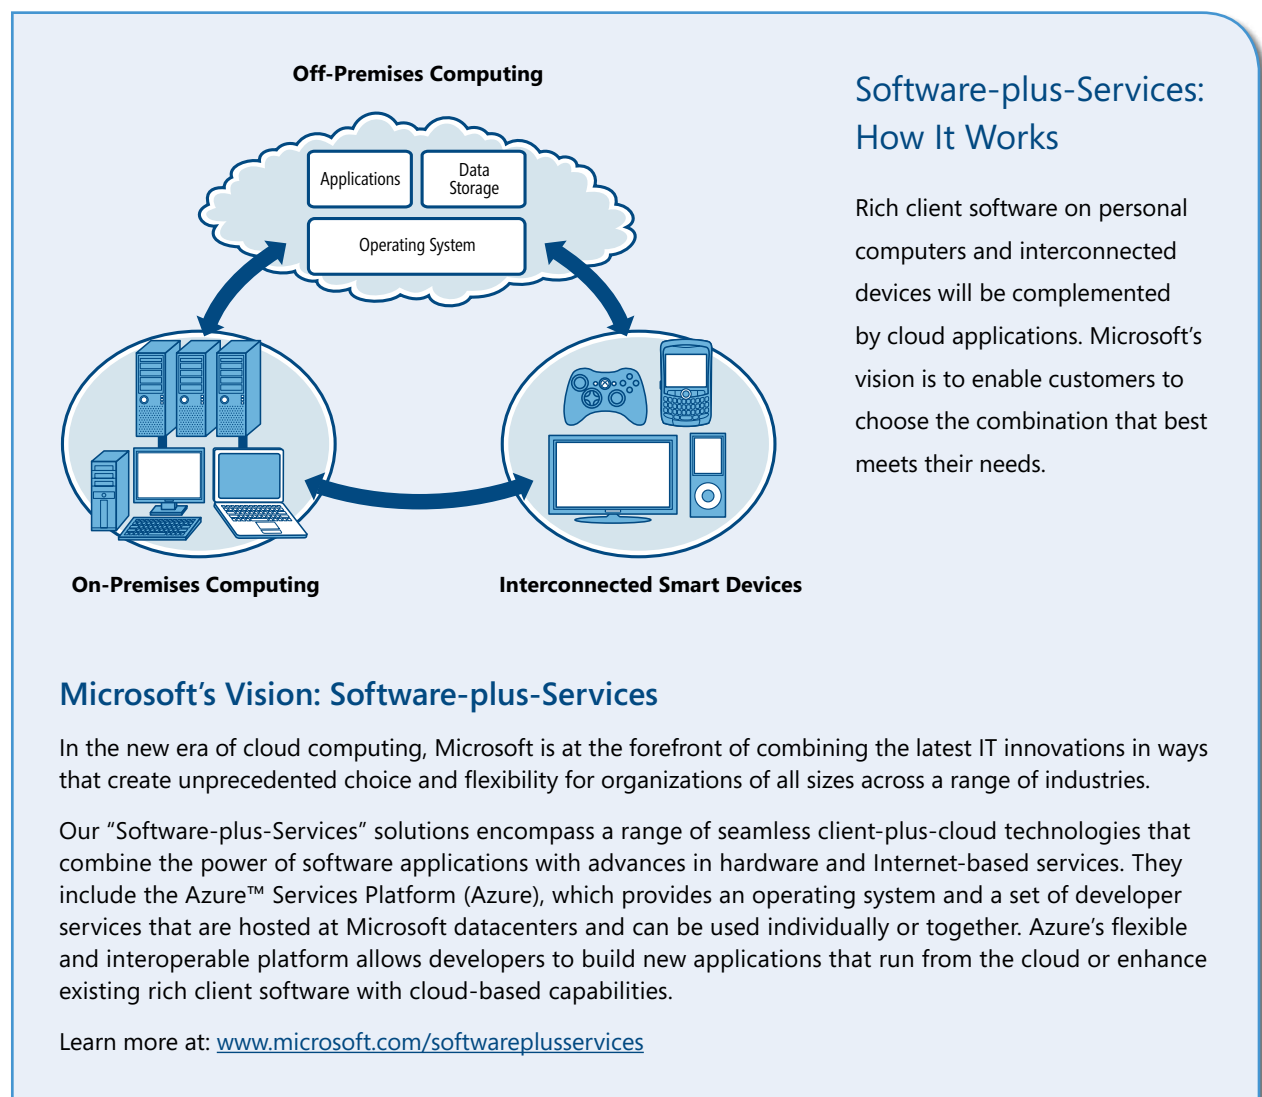 Off-Premises Computing
Applications
Data
Storage
Operating System
On-Premises Computing
Interconnected Smart Devices
Software-plus-Services:
How It Works
Rich client software on personal
computers and interconnected
devices will be complemented
by cloud applications. Microsoft’s
vision is to enable customers to
choose the combination that best
meets their needs.
Microsoft’s Vision: Software-plus-Services
In the new era of cloud computing, Microsoft is at the forefront of combining the latest IT innovations in ways
that create unprecedented choice and flexibility for organizations of all sizes across a range of industries.
Our “Software-plus-Services” solutions encompass a range of seamless client-plus-cloud technologies that
combine the power of software applications with advances in hardware and Internet-based services. They
include the Azure™ Services Platform (Azure), which provides an operating system and a set of developer
services that are hosted at Microsoft datacenters and can be used individually or together. Azure’s flexible
and interoperable platform allows developers to build new applications that run from the cloud or enhance
existing rich client software with cloud-based capabilities.
Learn more at: www.microsoft.com/softwareplusservices